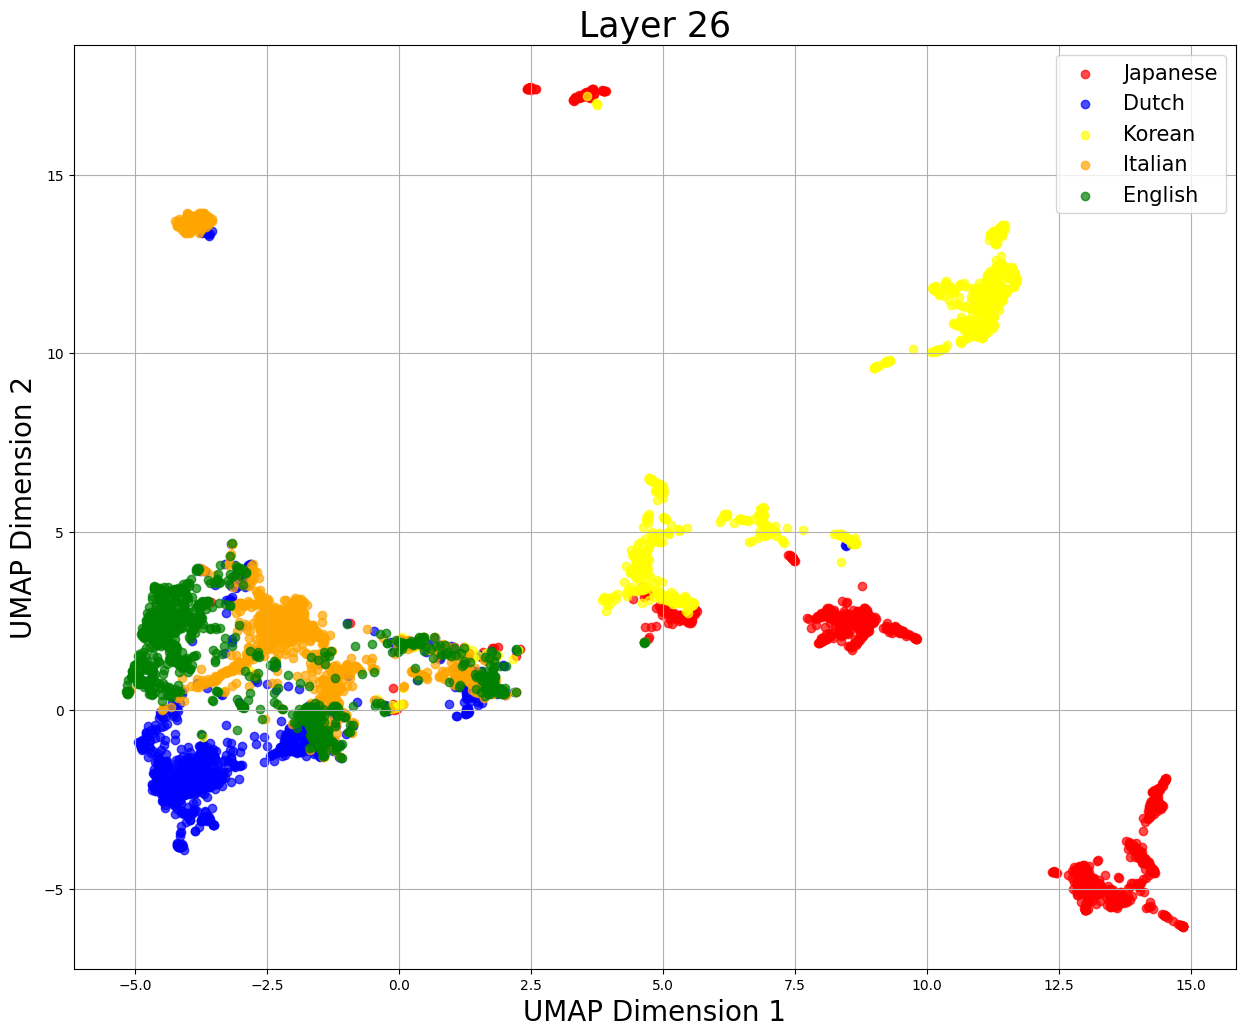 Layer 26
Japanese
Dutch
Korean
Italian
English
15
10
5
0
−5
UMAP Dimension 2
−5.0 −2.5 0.0 2.5 5.0 7.5 10.0 12.5 15.0
UMAP Dimension 1